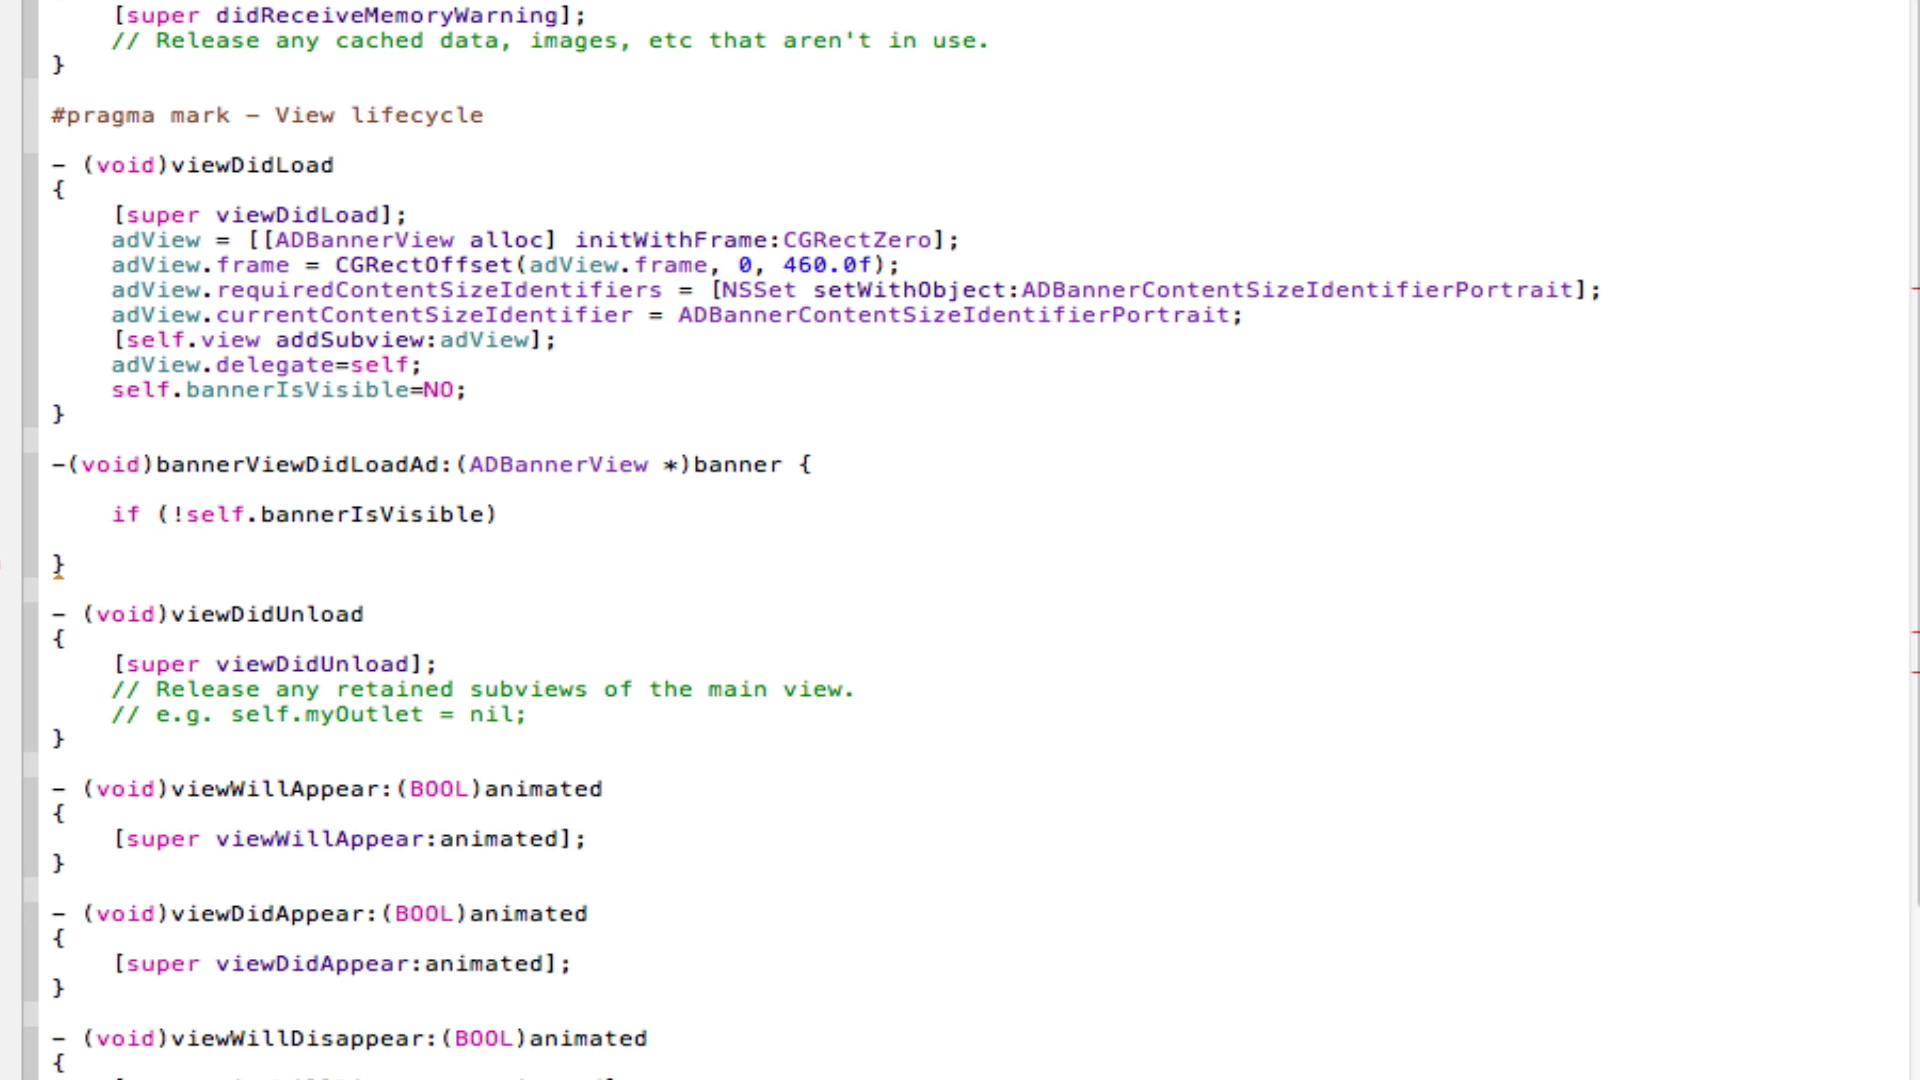 [super didReceiveMemoryWarning];
// Release any cached data, images, etc that aren't in use.
}
#pragma mark - View lifecycle
- (void)viewDidLoad
{
[super viewDidLoad];
adView = [[ADBannerView alloc] initWithFrame:CGRectZero];
adView.frame = CGRectOffset(adView.frame, 0, 460.0f);
adView.requiredContentSizeIdentifiers = [NSSet setWithObject:ADBannerContentSizeIdentifierPortrait];
adView.currentContentSizeIdentifier = ADBannerContentSizeIdentifierPortrait;
[self.view addSubview:adView];
adView.delegate=self;
self.bannerIsVisible=NO;
}
-(void)bannerViewDidLoadAd:(ADBannerView *)banner {
if (!self.bannerIsVisible)
}
- (void)viewDidUnload
{
[super viewDidUnload];
// Release any retained subviews of the main view.
// e.g. self.myOutlet = nil;
}
- (void)viewWillAppear:(BOOL)animated
{
[super viewWillAppear:animated];
}
- (void)viewDidAppear:(BOOL)animated
{
[super viewDidAppear:animated];
}
- (void)viewWillDisappear:(BOOL)animated
{